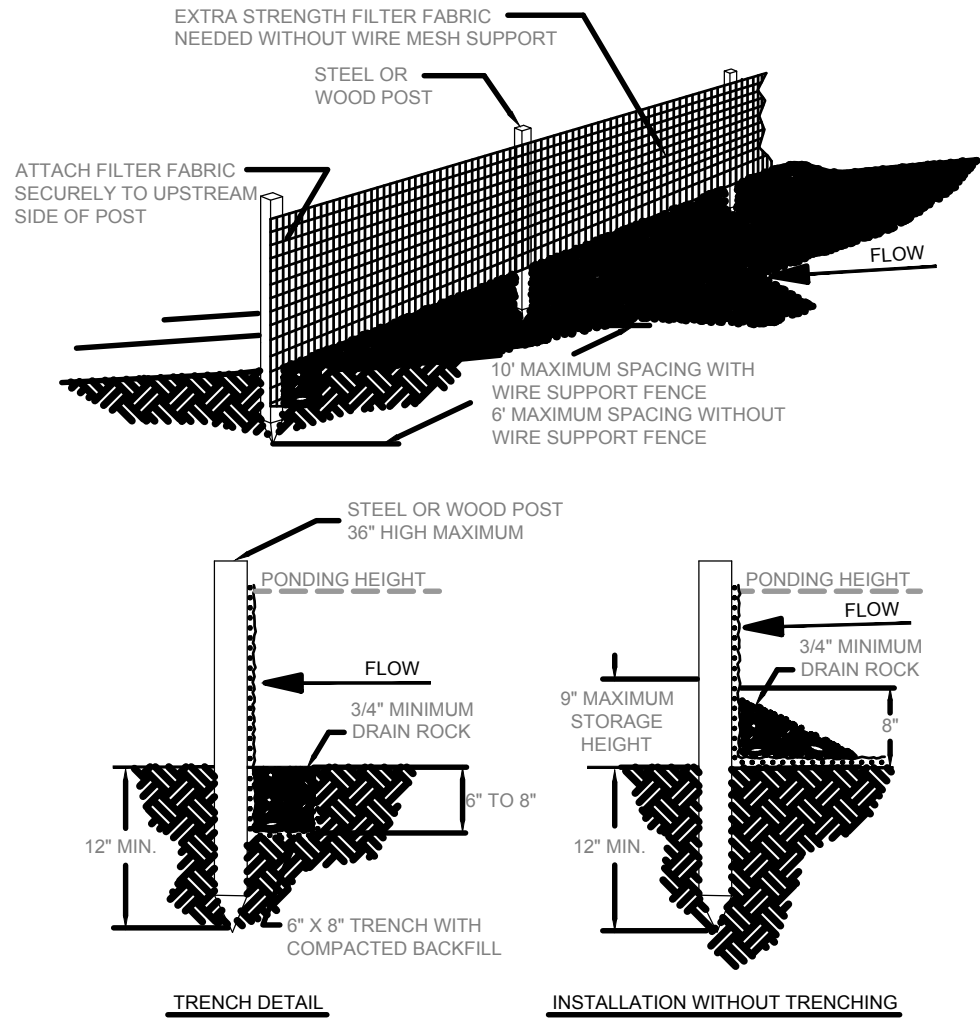 EXTRA STRENGTH FILTER FABRIC
NEEDED WITHOUT WIRE MESH SUPPORT
STEEL OR
WOOD POST
ATTACH FILTER FABRIC
SECURELY TO UPSTREAM
SIDE OF POST
FLOW
10' MAXIMUM SPACING WITH
WIRE SUPPORT FENCE
6' MAXIMUM SPACING WITHOUT
WIRE SUPPORT FENCE
STEEL OR WOOD POST
36" HIGH MAXIMUM
PONDING HEIGHT
FLOW
3/4" MINIMUM
DRAIN ROCK
6" TO 8"
12" MIN.
6" X 8" TRENCH WITH
COMPACTED BACKFILL
TRENCH DETAIL
PONDING HEIGHT
FLOW
3/4" MINIMUM
DRAIN ROCK
9" MAXIMUM
STORAGE
HEIGHT
8"
12" MIN.
INSTALLATION WITHOUT TRENCHING